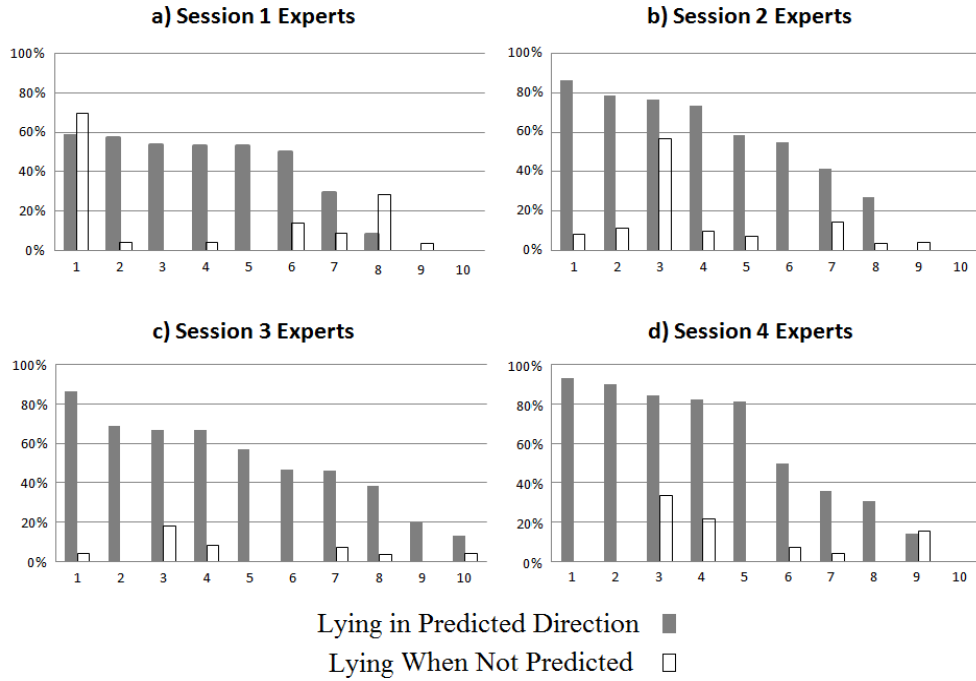 a) Session 1 Experts
100%
80%
60%
40%
20%
0%
1 2 3 4 5 6 7 8 9 10
b) Session 2 Experts
100%
80%
60%
40%
20%
0%
1 2 3 4 5 6 7 8 9 10
c) Session 3 Experts
100%
80%
60%
40%
20%
0%
1 2 3 4 5 6 7 8 9 10
d) Session 4 Experts
100%
80%
60%
40%
20%
0%
1 2 3 4 5 6 7 8 9 10
Lying in Predicted Direction
Lying When Not Predicted